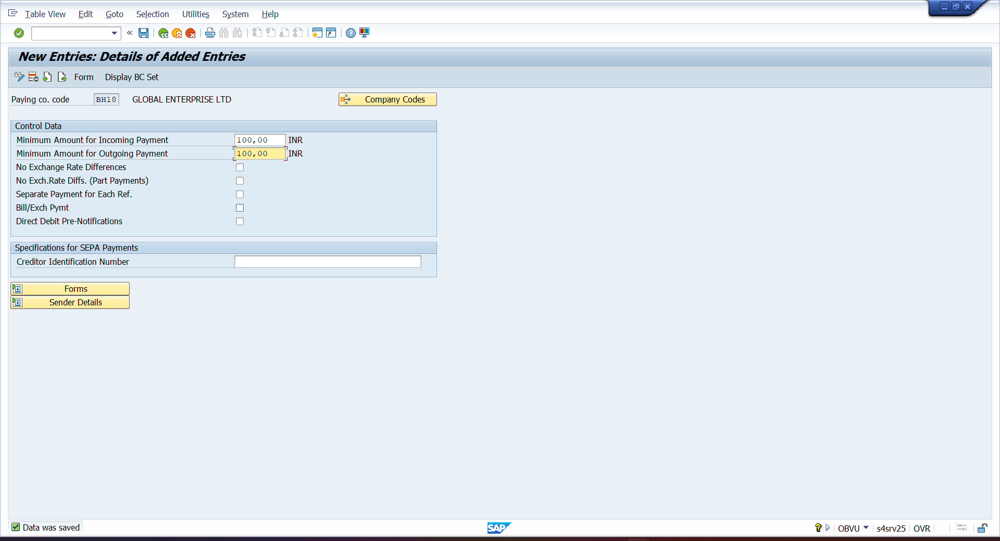 Table View Edit Goto Selection Utilities System Help
New Entries: Details of Added Entries
Form Display BC Set
Paying co. code BH18 GLOBAL ENTERPRISE LTD Company Codes
Control Data
Minimum Amount for Incoming Payment 100,00 INR
Minimum Amount for Outgoing Payment 100,00 INR
No Exchange Rate Differences
No Exch.Rate Diffs. (Part Payments)
Separate Payment for Each Ref.
Bill/Exch Pymt
Direct Debit Pre-Notifications
Specifications for SEPA Payments
Creditor Identification Number
Forms
Sender Details
Data was saved SAP OBVU s4srv25 OVR